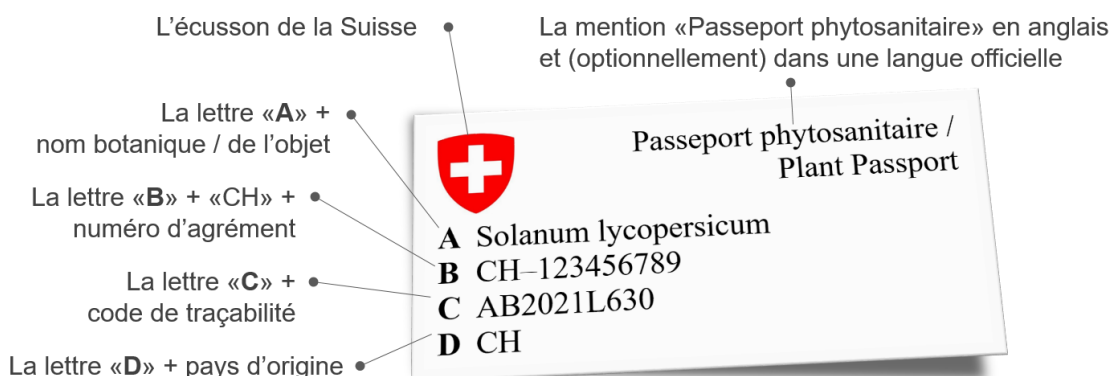 L'écusson de la Suisse
La mention «Passeport phytosanitaire» en anglais
et (optionnellement) dans une langue officielle
La lettre «A» +
nom botanique / de l'objet
La lettre «B» + «CH» +
numéro d'agrément
La lettre «C» +
code de traçabilité
La lettre «D» + pays d'origine
Passeport phytosanitaire /
Plant Passport
A Solanum lycopersicum
B CH–123456789
C AB2021L630
D CH